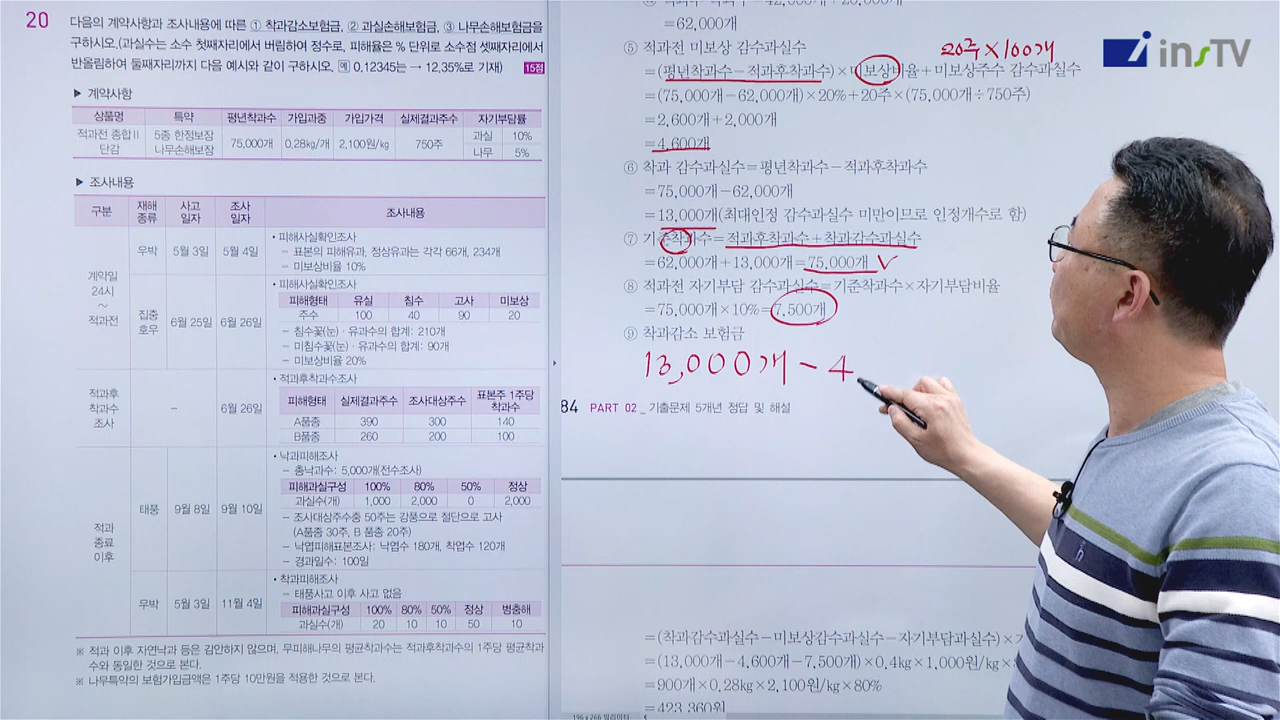 20 다음의 계약사항과 조사내용에 따른 ① 착과감소보험금, ② 과실손해보험금, ③ 나무손해보험금을
구하시오.(과실수는 소수 첫째자리에서 버림하여 정수로, 피해율은 % 단위로 소수점 셋째자리에서
반올림하여 둘째자리까지 다음 예시와 같이 구하시오. 예 0.12345는 → 12.35%로 기재) 15점
▶ 계약사항
상품명 특약 평년착과수 가입과중 가입가격 실제결과주수 자기부담률
적과전 종합Ⅱ 단감 5종 한정보장 나무손해보장 75,000개 0.28kg/개 2,100원/kg 750주 과실 10%
나무 5%
▶ 조사내용
구분 재해종류 사고일자 조사일자 조사내용
계약일 24시 ~ 적과전
우박 5월 3일 5월 4일
• 피해사실확인조사
– 표본의 피해유과, 정상유과는 각각 66개, 234개
– 미보상비율 10%
집중호우 6월 25일 6월 26일
• 피해사실확인조사
피해형태 유실 침수 고사 미보상
주수 100 40 90 20
– 침수꽃(눈)·유과수의 합계: 210개
– 미침수꽃(눈)·유과수의 합계: 90개
– 미보상비율 20%
적과후 착과수 조사 – 6월 26일
• 적과후착과수조사
피해형태 실제결과주수 조사대상주수 표본주 1주당 착과수
A품종 390 300 140
B품종 260 200 100
적과 종료 이후
태풍 9월 8일 9월 10일
• 낙과피해조사
– 총낙과수: 5,000개(전수조사)
피해과실구성 100% 80% 50% 정상
과실수(개) 1,000 2,000 0 2,000
– 조사대상주수중 50주는 강풍으로 절단으로 고사
(A품종 30주, B 품종 20주)
– 낙엽피해표본조사: 낙엽수 180개, 착엽수 120개
– 경과일수: 100일
우박 5월 3일 11월 4일
• 착과피해조사
– 태풍사고 이후 사고 없음
피해과실구성 100% 80% 50% 정상 병충해
과실수(개) 20 10 10 50 10
※ 적과 이후 자연낙과 등은 감안하지 않으며, 무피해나무의 평균착과수는 적과후착과수의 1주당 평균착과
수와 동일한 것으로 본다.
※ 나무특약의 보험가입금액은 1주당 10만원을 적용한 것으로 본다.
=62,000개
⑤ 적과전 미보상 감수과실수
20주×100개
=(평년착과수-적과후착과수)×미보상비율+미보상주수 감수과실수
=(75,000개-62,000개)×20%+20주×(75,000개÷750주)
=2,600개+2,000개
=4,600개
⑥ 착과 감수과실수=평년착과수-적과후착과수
=75,000개-62,000개
=13,000개(최대인정 감수과실수 미만이므로 인정개수로 함)
⑦ 기준착과수=적과후착과수+착과감수과실수
=62,000개+13,000개=75,000개
⑧ 적과전 자기부담 감수과실수=기준착과수×자기부담비율
=75,000개×10%=7,500개
⑨ 착과감소 보험금
13,000개 - 4
84 PART 02 _ 기출문제 5개년 정답 및 해설
=(착과감수과실수-미보상감수과실수-자기부담과실수)×
=(13,000개-4,600개-7,500개)×0.4kg×1,000원/kg×
=900개×0.28kg×2,100원/kg×80%
=423,360원
196 x 266 밀리미터
insTV